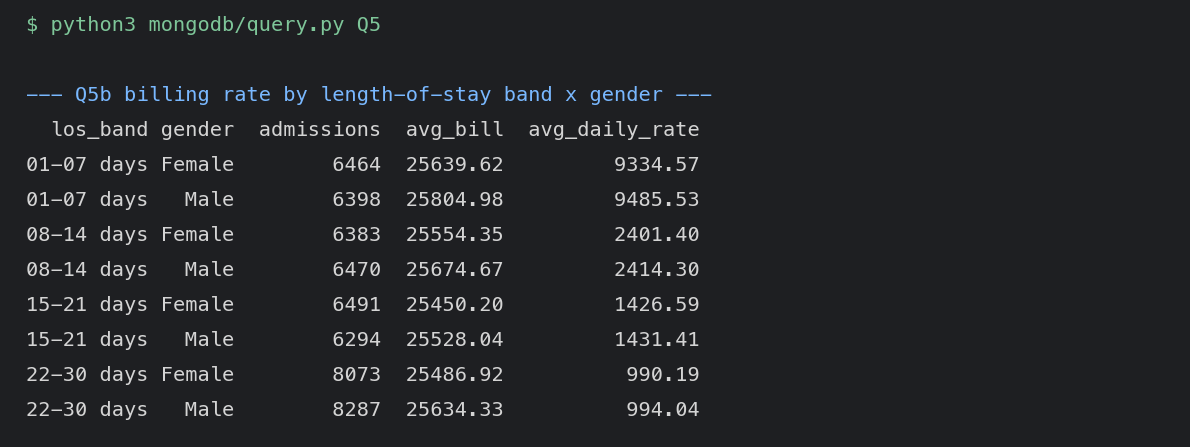 $ python3 mongodb/query.py Q5
--- Q5b billing rate by length-of-stay band x gender ---
los_band gender admissions avg_bill avg_daily_rate
01-07 days Female 6464 25639.62 9334.57
01-07 days Male 6398 25804.98 9485.53
08-14 days Female 6383 25554.35 2401.40
08-14 days Male 6470 25674.67 2414.30
15-21 days Female 6491 25450.20 1426.59
15-21 days Male 6294 25528.04 1431.41
22-30 days Female 8073 25486.92 990.19
22-30 days Male 8287 25634.33 994.04